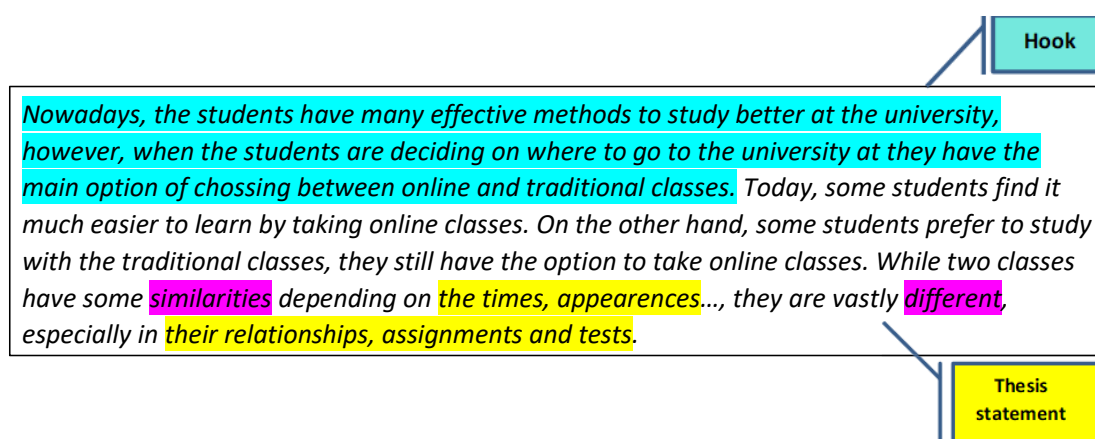 Hook
Nowadays, the students have many effective methods to study better at the university,
however, when the students are deciding on where to go to the university at they have the
main option of chossing between online and traditional classes. Today, some students find it
much easier to learn by taking online classes. On the other hand, some students prefer to study
with the traditional classes, they still have the option to take online classes. While two classes
have some similarities depending on the times, appearences..., they are vastly different,
especially in their relationships, assignments and tests.
Thesis
statement